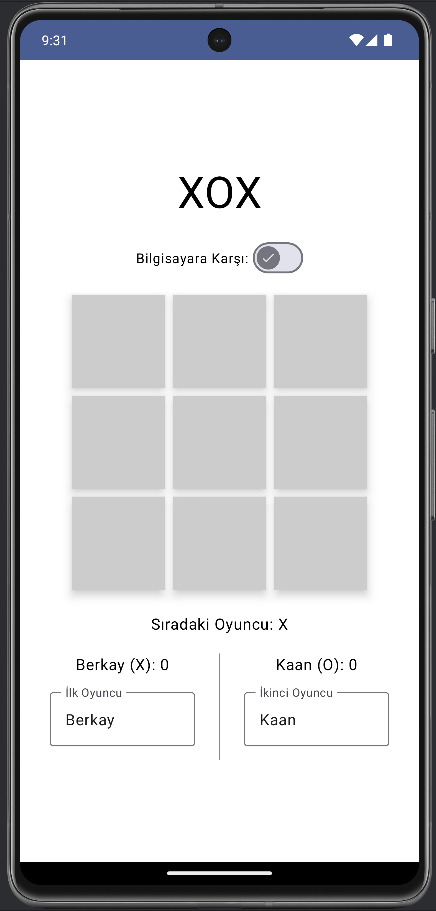 9:31
XOX
Bilgisayara Karşı:
Sıradaki Oyuncu: X
Berkay (X): 0
Kaan (O): 0
İlk Oyuncu
İkinci Oyuncu
Berkay
Kaan